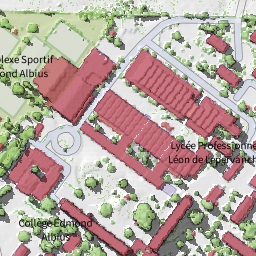 lexe Sportif
ond Albius
Lycée Professionne
Léon de Lepervanch
Collège Edmond
Albius